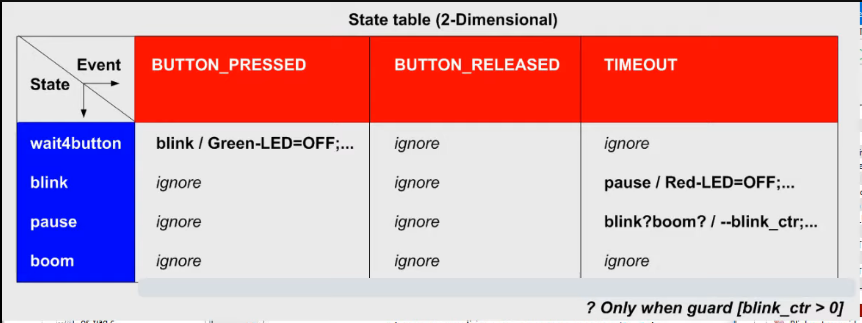 State table (2-Dimensional)
Event BUTTON_PRESSED BUTTON_RELEASED TIMEOUT
State
wait4button blink / Green-LED=OFF;... ignore ignore
blink ignore ignore pause / Red-LED=OFF;...
pause ignore ignore blink?boom? / --blink_ctr;...
boom ignore ignore ignore
? Only when guard [blink_ctr > 0]